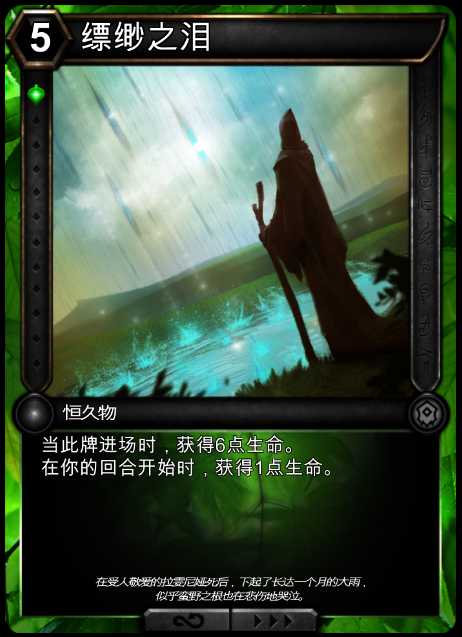 5
缥缈之泪
恒久物
当此牌进场时，获得6点生命。
在你的回合开始时，获得1点生命。
在受人敬爱的拉雯尼娅死后，下起了长达一个月的大雨，
似乎蛮野之根也在悲伤地哭泣。